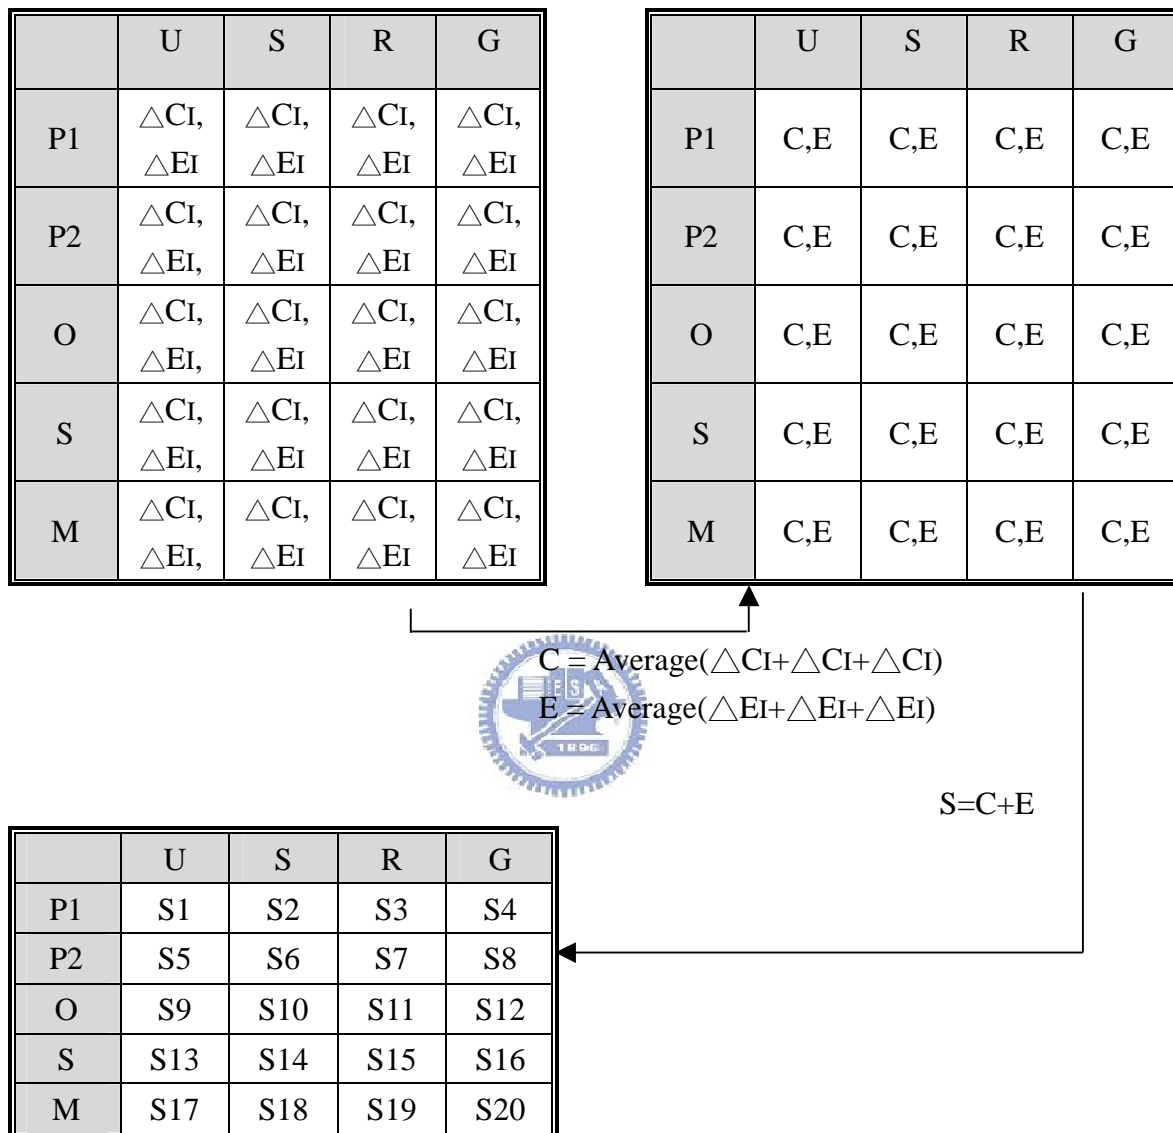 U S R G
P1 △CI, △CI, △CI, △CI,
△EI △EI △EI △EI
P2 △CI, △CI, △CI, △CI,
△EI, △EI △EI △EI
O △CI, △CI, △CI, △CI,
△EI, △EI △EI △EI
S △CI, △CI, △CI, △CI,
△EI, △EI △EI △EI
M △CI, △CI, △CI, △CI,
△EI, △EI △EI △EI
U S R G
P1 C,E C,E C,E C,E
P2 C,E C,E C,E C,E
O C,E C,E C,E C,E
S C,E C,E C,E C,E
M C,E C,E C,E C,E
C = Average(△CI+△CI+△CI)
E = Average(△EI+△EI+△EI)
ES
1896
S=C+E
U S R G
P1 S1 S2 S3 S4
P2 S5 S6 S7 S8
O S9 S10 S11 S12
S S13 S14 S15 S16
M S17 S18 S19 S20